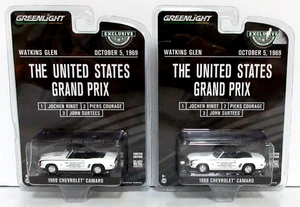 GREENLIGHT
EXCLUSIVE
WATKINS GLEN
OCTOBER 5, 1969
THE UNITED STATES
GRAND PRIX
1 JOCHEN RINDT 2 PIERS COURAGE
3 JOHN SURTEES
1969 CHEVROLET CAMARO
GREENLIGHT
EXCLUSIVE
WATKINS GLEN
OCTOBER 5, 1969
THE UNITED STATES
GRAND PRIX
1 JOCHEN RINDT 2 PIERS COURAGE
3 JOHN SURTEES
1969 CHEVROLET CAMARO